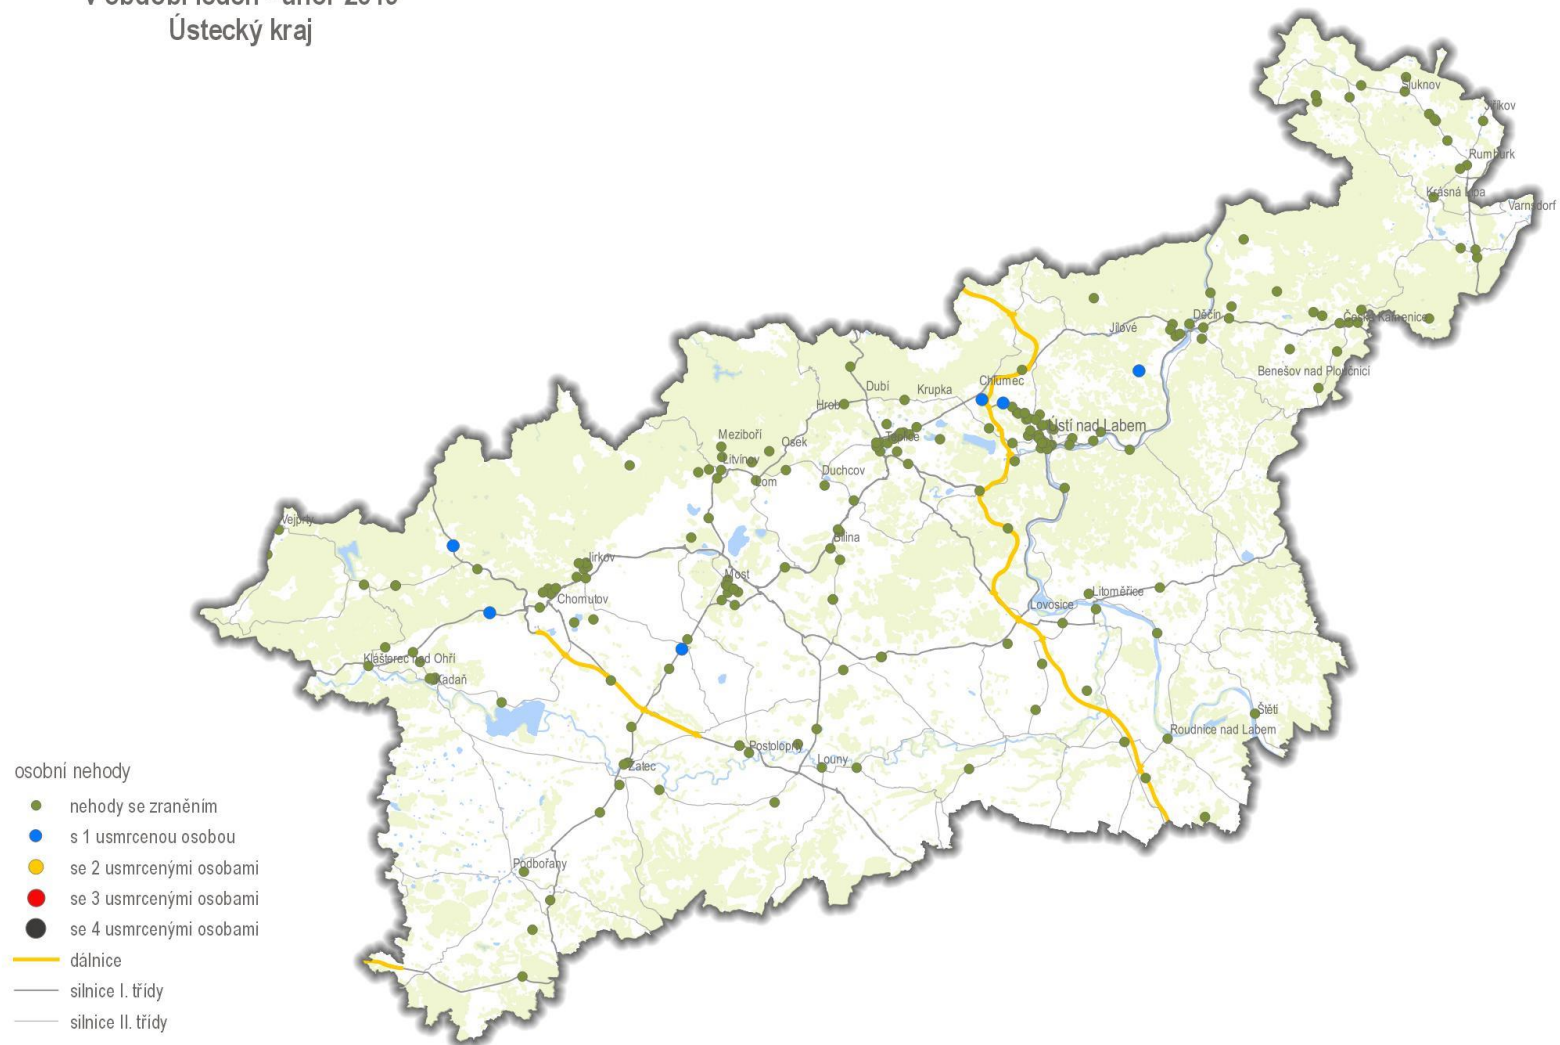 Ústecký kraj
Šluknov
Jiříkov
Rumburk
Krásná Lípa
Varnsdorf
Děčín
Jílové
Česká Kamenice
Benešov nad Ploučnicí
Chlumec
Dubí
Krupka
Hrob
Ústí nad Labem
Teplice
Meziboří
Osek
Litvínov
Lom
Duchcov
Vejprty
Bílina
Jirkov
Most
Chomutov
Litoměřice
Lovosice
Klášterec nad Ohří
Kadaň
Štětí
Roudnice nad Labem
Postoloprty
Louny
Žatec
Podbořany
osobní nehody
nehody se zraněním
s 1 usmrcenou osobou
se 2 usmrcenými osobami
se 3 usmrcenými osobami
se 4 usmrcenými osobami
dálnice
silnice I. třídy
silnice II. třídy